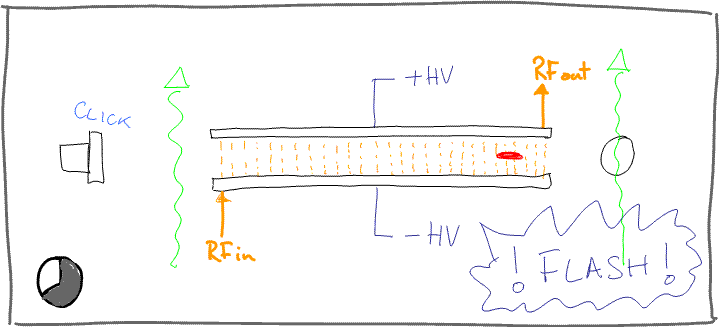 +HV
RFout
CLICK
-HV
RFin
! FLASH !